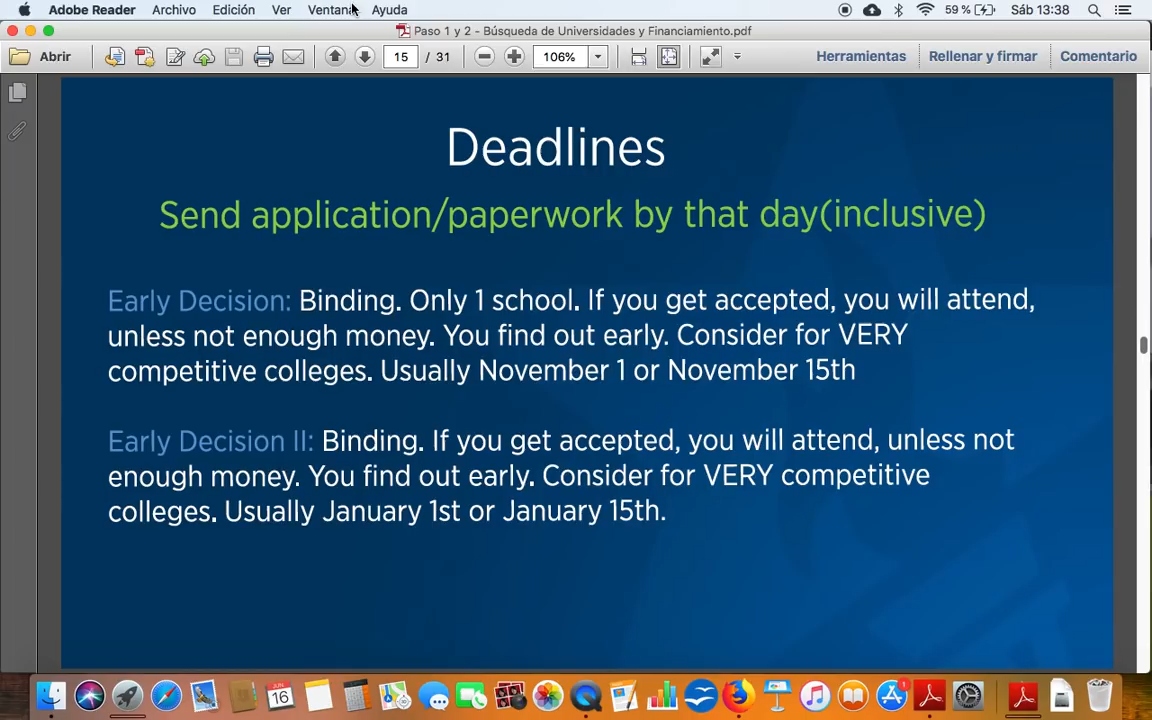 Adobe Reader Archivo Edición Ver Ventana Ayuda 59 % Sáb 13:38
Paso 1 y 2 - Búsqueda de Universidades y Financiamiento.pdf
Abrir 15 / 31 106% Herramientas Rellenar y firmar Comentario
Deadlines
Send application/paperwork by that day(inclusive)
Early Decision: Binding. Only 1 school. If you get accepted, you will attend,
unless not enough money. You find out early. Consider for VERY
competitive colleges. Usually November 1 or November 15th
Early Decision II: Binding. If you get accepted, you will attend, unless not
enough money. You find out early. Consider for VERY competitive
colleges. Usually January 1st or January 15th.
JUN
16